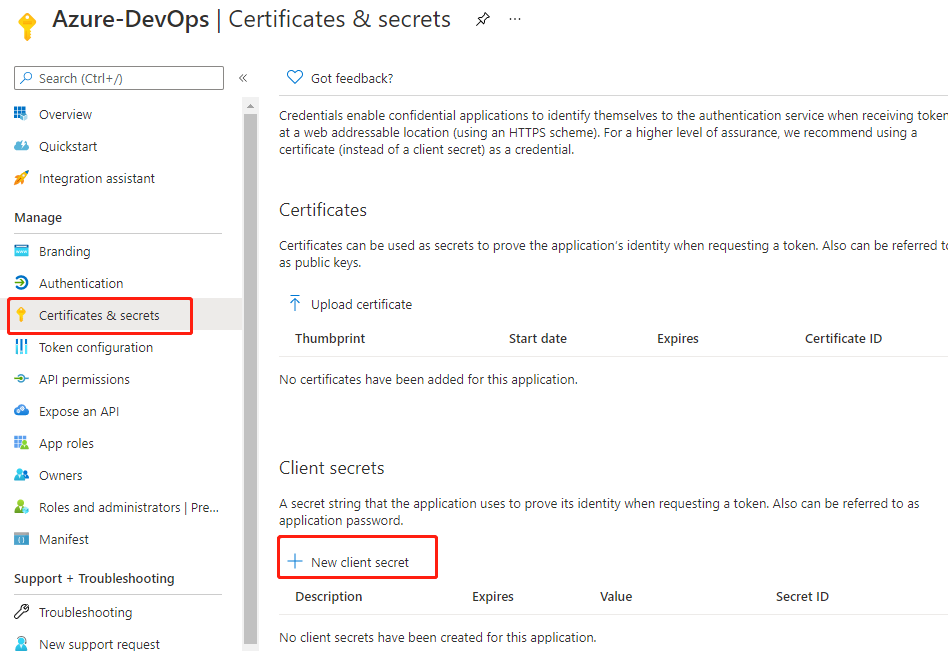 Azure-DevOps | Certificates & secrets ...
Search (Ctrl+/)
«
Overview
Quickstart
Integration assistant
Manage
Branding
Authentication
Certificates & secrets
Token configuration
API permissions
Expose an API
App roles
Owners
Roles and administrators | Pre...
Manifest
Support + Troubleshooting
Troubleshooting
New support request
Got feedback?
Credentials enable confidential applications to identify themselves to the authentication service when receiving token
at a web addressable location (using an HTTPS scheme). For a higher level of assurance, we recommend using a
certificate (instead of a client secret) as a credential.
Certificates
Certificates can be used as secrets to prove the application's identity when requesting a token. Also can be referred to
as public keys.
Upload certificate
Thumbprint Start date Expires Certificate ID
No certificates have been added for this application.
Client secrets
A secret string that the application uses to prove its identity when requesting a token. Also can be referred to as
application password.
New client secret
Description Expires Value Secret ID
No client secrets have been created for this application.